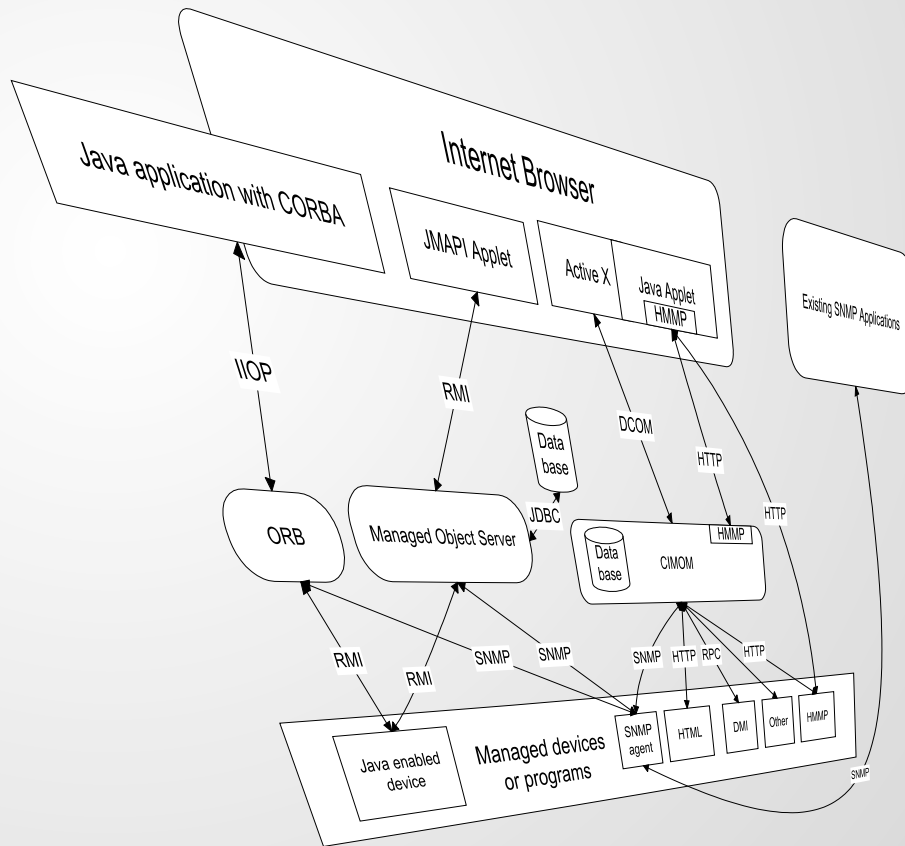 Internet Browser
Java application with CORBA
JMAPI Applet
Active X
Java Applet
HMMP
Existing SNMP Applications
IIOP
RMI
DCOM
HTTP
HTTP
Data
base
JDBC
ORB
Managed Object Server
Data
base
CIMOM
HMMP
RMI
RMI
SNMP
SNMP
SNMP
HTTP
RPC
HTTP
Java enabled
device
Managed devices
or programs
SNMP
agent
HTML
DMI
Other
HMMP
SNMP